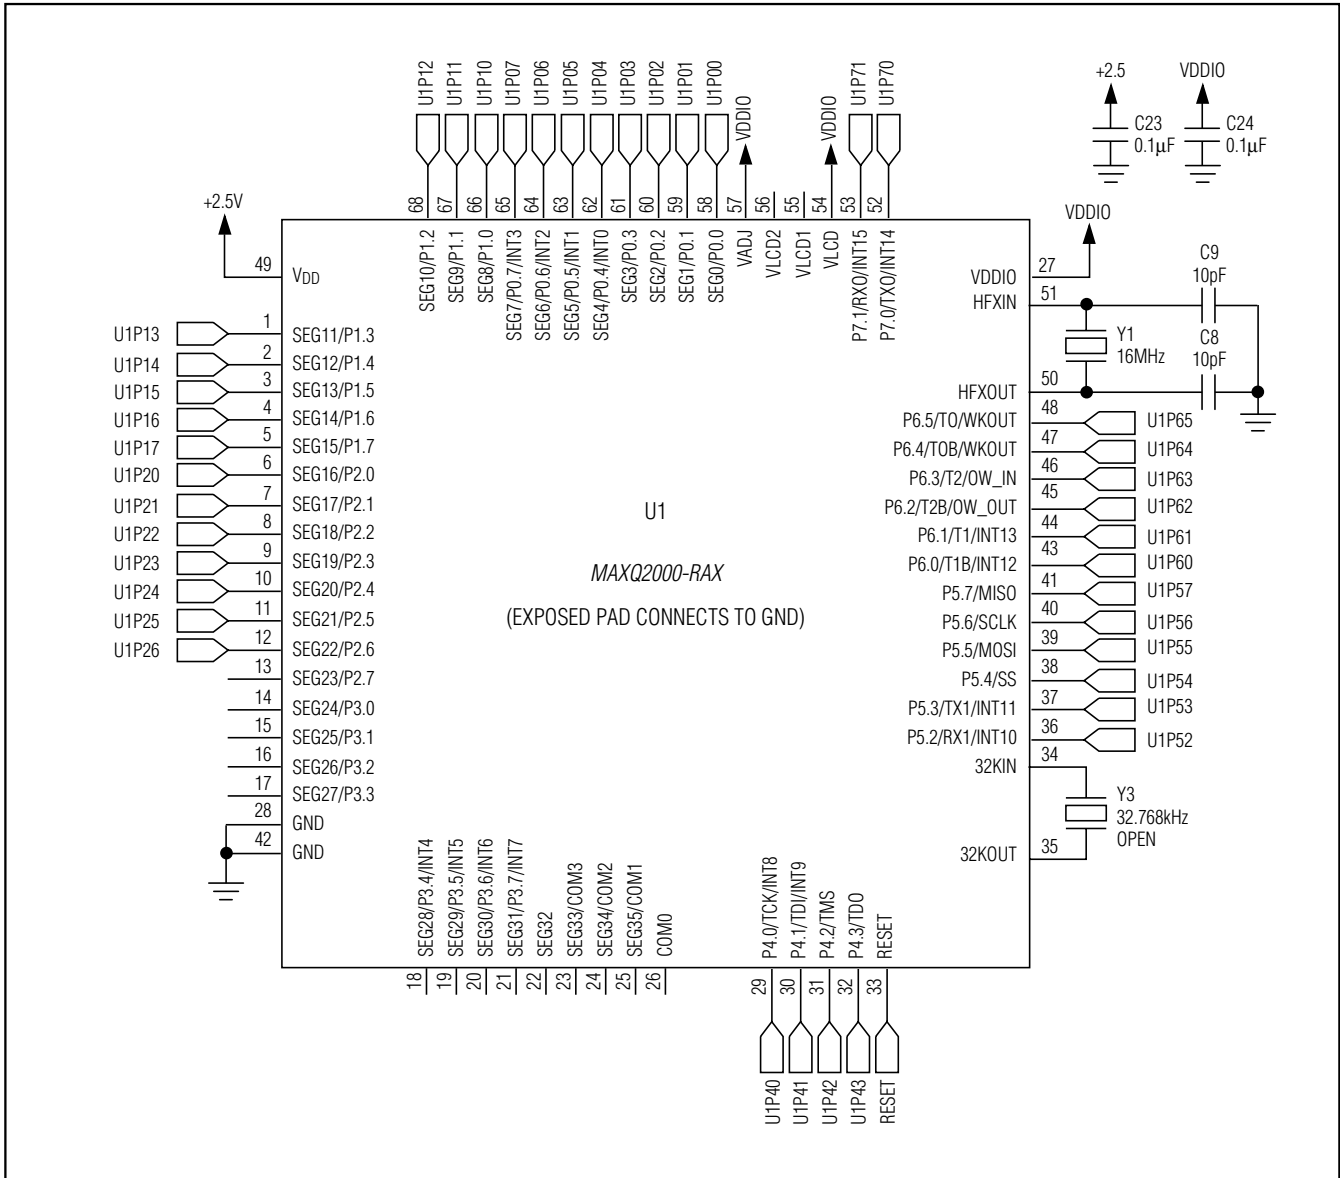 U1P12
U1P11
U1P10
U1P07
U1P06
U1P05
U1P04
U1P03
U1P02
U1P01
U1P00
VDDIO
VDDIO
U1P71
U1P70
+2.5
C23
0.1µF
VDDIO
C24
0.1µF
68
67
66
65
64
63
62
61
60
59
58
57
56
55
54
53
52
SEG10/P1.2
SEG9/P1.1
SEG8/P1.0
SEG7/P0.7/INT3
SEG6/P0.6/INT2
SEG5/P0.5/INT1
SEG4/P0.4/INT0
SEG3/P0.3
SEG2/P0.2
SEG1/P0.1
SEG0/P0.0
VADJ
VLCD2
VLCD1
VLCD
P7.1/RX0/INT15
P7.0/TX0/INT14
+2.5V
49 VDD
U1P13 1 SEG11/P1.3
U1P14 2 SEG12/P1.4
U1P15 3 SEG13/P1.5
U1P16 4 SEG14/P1.6
U1P17 5 SEG15/P1.7
U1P20 6 SEG16/P2.0
U1P21 7 SEG17/P2.1
U1P22 8 SEG18/P2.2
U1P23 9 SEG19/P2.3
U1P24 10 SEG20/P2.4
U1P25 11 SEG21/P2.5
U1P26 12 SEG22/P2.6
13 SEG23/P2.7
14 SEG24/P3.0
15 SEG25/P3.1
16 SEG26/P3.2
17 SEG27/P3.3
28 GND
42 GND
U1
MAXQ2000-RAX
(EXPOSED PAD CONNECTS TO GND)
VDDIO
VDDIO 27
HFXIN 51
C9
10pF
Y1
16MHz
C8
10pF
HFXOUT 50
P6.5/TO/WKOUT 48 U1P65
P6.4/TOB/WKOUT 47 U1P64
P6.3/T2/OW_IN 46 U1P63
P6.2/T2B/OW_OUT 45 U1P62
P6.1/T1/INT13 44 U1P61
P6.0/T1B/INT12 43 U1P60
P5.7/MISO 41 U1P57
P5.6/SCLK 40 U1P56
P5.5/MOSI 39 U1P55
P5.4/SS 38 U1P54
P5.3/TX1/INT11 37 U1P53
P5.2/RX1/INT10 36 U1P52
32KIN 34
Y3
32.768kHz
OPEN
32KOUT 35
SEG28/P3.4/INT4
SEG29/P3.5/INT5
SEG30/P3.6/INT6
SEG31/P3.7/INT7
SEG32
SEG33/COM3
SEG34/COM2
SEG35/COM1
COM0
P4.0/TCK/INT8
P4.1/TDI/INT9
P4.2/TMS
P4.3/TDO
RESET
18
19
20
21
22
23
24
25
26
29
30
31
32
33
U1P40
U1P41
U1P42
U1P43
RESET